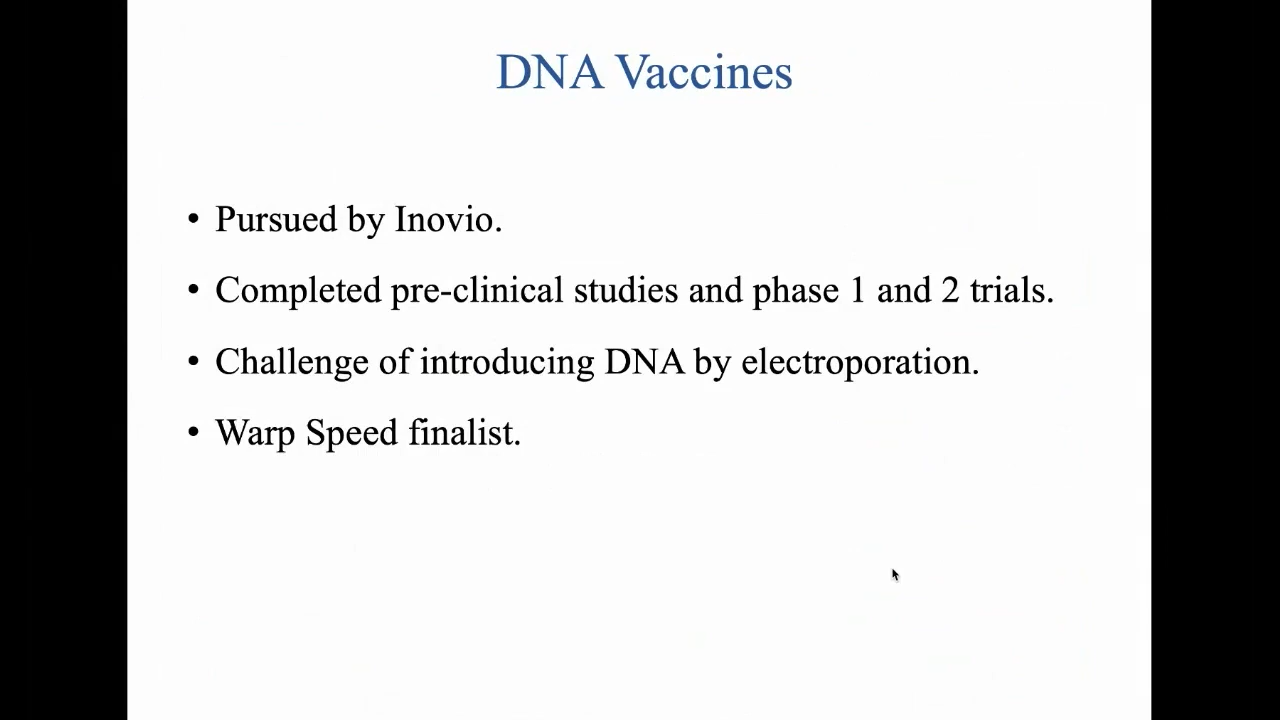 DNA Vaccines
• Pursued by Inovio.
• Completed pre-clinical studies and phase 1 and 2 trials.
• Challenge of introducing DNA by electroporation.
• Warp Speed finalist.